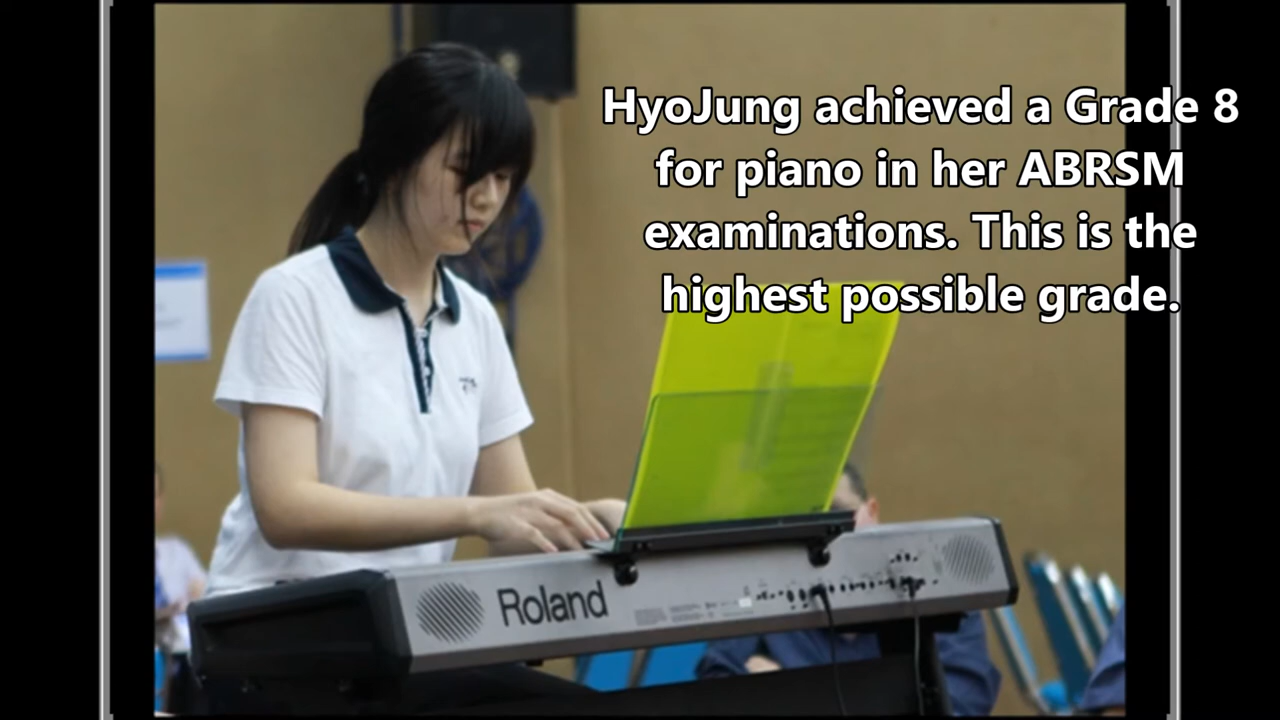 HyoJung achieved a Grade 8
for piano in her ABRSM
examinations. This is the
highest possible grade.
Roland